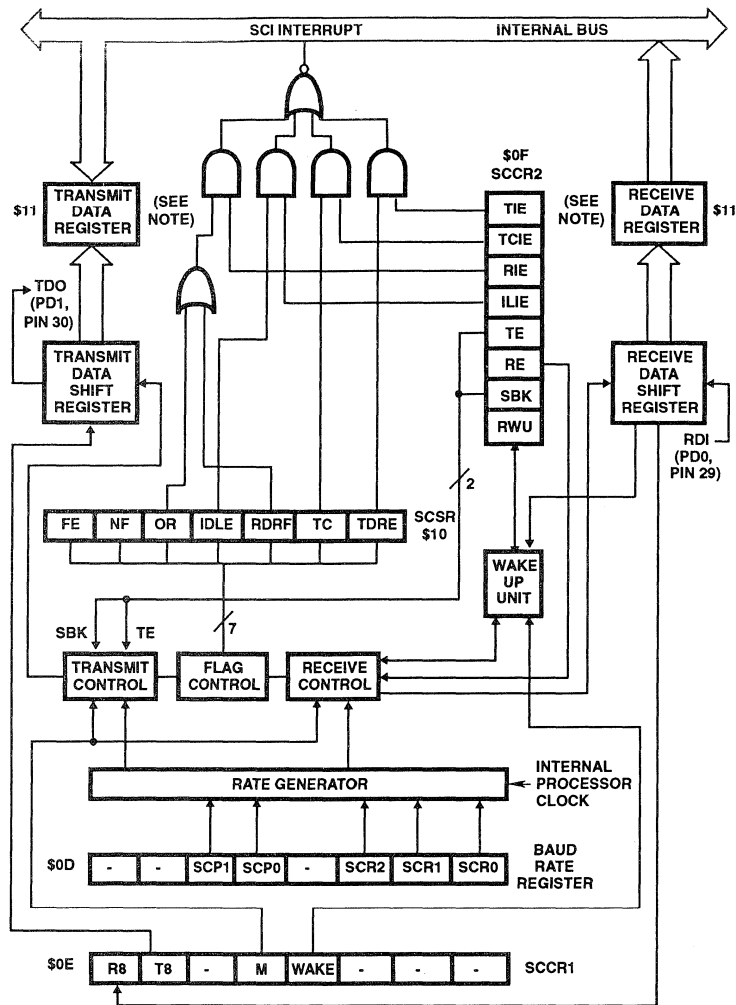 SCI INTERRUPT
INTERNAL BUS
$0F
SCCR2
$11
TRANSMIT
DATA
REGISTER
(SEE
NOTE)
(SEE
NOTE)
RECEIVE
DATA
REGISTER
$11
TIE
TCIE
RIE
ILIE
TE
RE
SBK
RWU
TDO
(PD1,
PIN 30)
TRANSMIT
DATA
SHIFT
REGISTER
RECEIVE
DATA
SHIFT
REGISTER
RDI
(PD0,
PIN 29)
2
FE
NF
OR
IDLE
RDRF
TC
TDRE
SCSR
$10
WAKE
UP
UNIT
7
SBK
TE
TRANSMIT
CONTROL
FLAG
CONTROL
RECEIVE
CONTROL
RATE GENERATOR
INTERNAL
PROCESSOR
CLOCK
$0D
-
-
SCP1
SCP0
-
SCR2
SCR1
SCR0
BAUD
RATE
REGISTER
$0E
R8
T8
-
M
WAKE
-
-
-
SCCR1